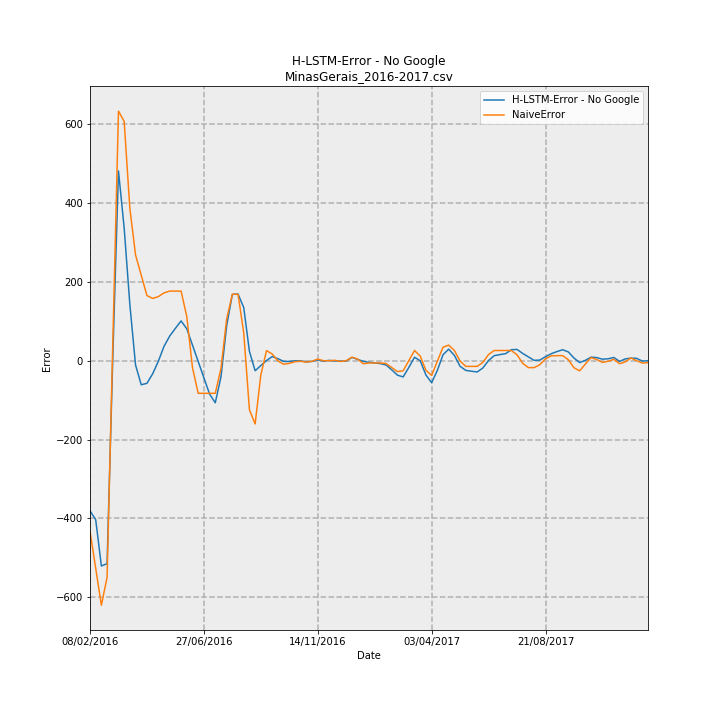 H-LSTM-Error - No Google
MinasGerais_2016-2017.csv
H-LSTM-Error - No Google
NaiveError
Error
600
400
200
0
−200
−400
−600
08/02/2016
27/06/2016
14/11/2016
03/04/2017
21/08/2017
Date